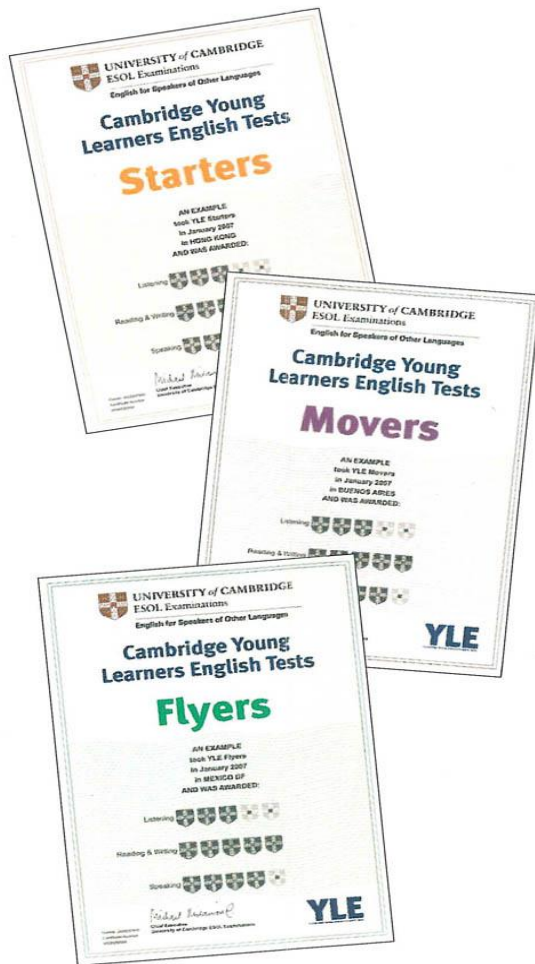 UNIVERSITY of CAMBRIDGE
ESOL Examinations
English for Speakers of Other Languages
Cambridge Young
Learners English Tests
Starters
AN EXAMPLE
took YLE Starters
in January 2007
in HONG KONG
AND WAS AWARDED:
Listening
Reading & Writing
Speaking
Chief Executive
University of Cambridge
UNIVERSITY of CAMBRIDGE
ESOL Examinations
English for Speakers of Other Languages
Cambridge Young
Learners English Tests
Movers
AN EXAMPLE
took YLE Movers
in January 2007
in BUENOS AIRES
AND WAS AWARDED:
Listening
Reading & Writing
YLE
UNIVERSITY of CAMBRIDGE
ESOL Examinations
English for Speakers of Other Languages
Cambridge Young
Learners English Tests
Flyers
AN EXAMPLE
took YLE Flyers
in January 2007
in MEXICO DF
AND WAS AWARDED:
Listening
Reading & Writing
Speaking
Chief Executive
University of Cambridge ESOL Examinations
YLE